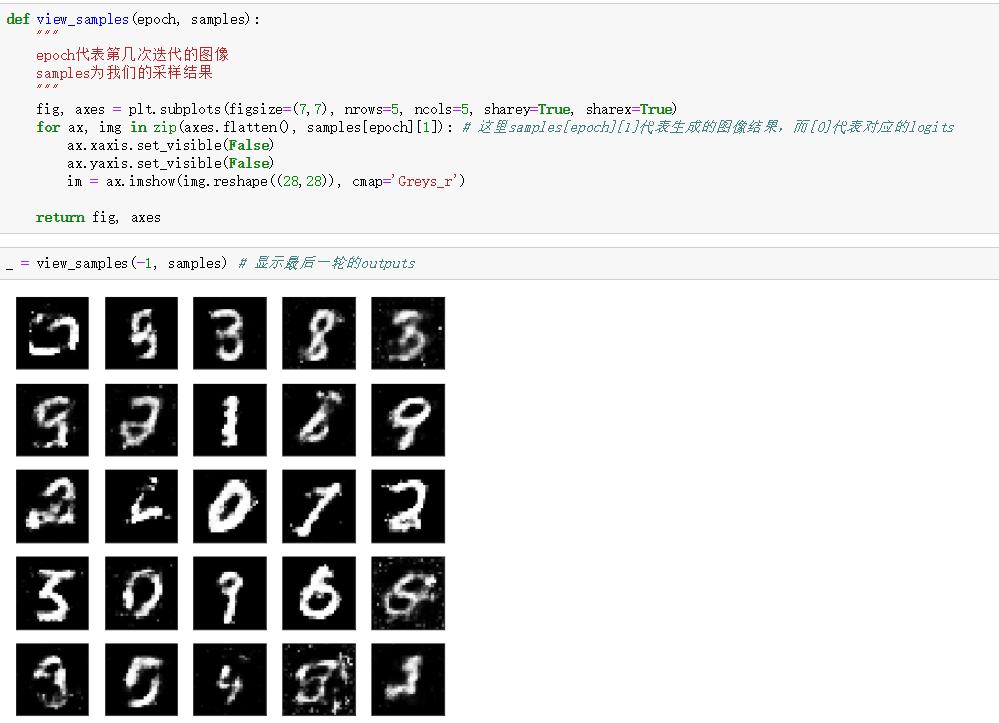 def view_samples(epoch, samples):
"""
epoch代表第几次迭代的图像
samples为我们的采样结果
"""
fig, axes = plt.subplots(figsize=(7,7), nrows=5, ncols=5, sharey=True, sharex=True)
for ax, img in zip(axes.flatten(), samples[epoch][1]): # 这里samples[epoch][1]代表生成的图像结果，而[0]代表对应的logits
ax.xaxis.set_visible(False)
ax.yaxis.set_visible(False)
im = ax.imshow(img.reshape((28,28)), cmap='Greys_r')
return fig, axes
_ = view_samples(-1, samples) # 显示最后一轮的outputs